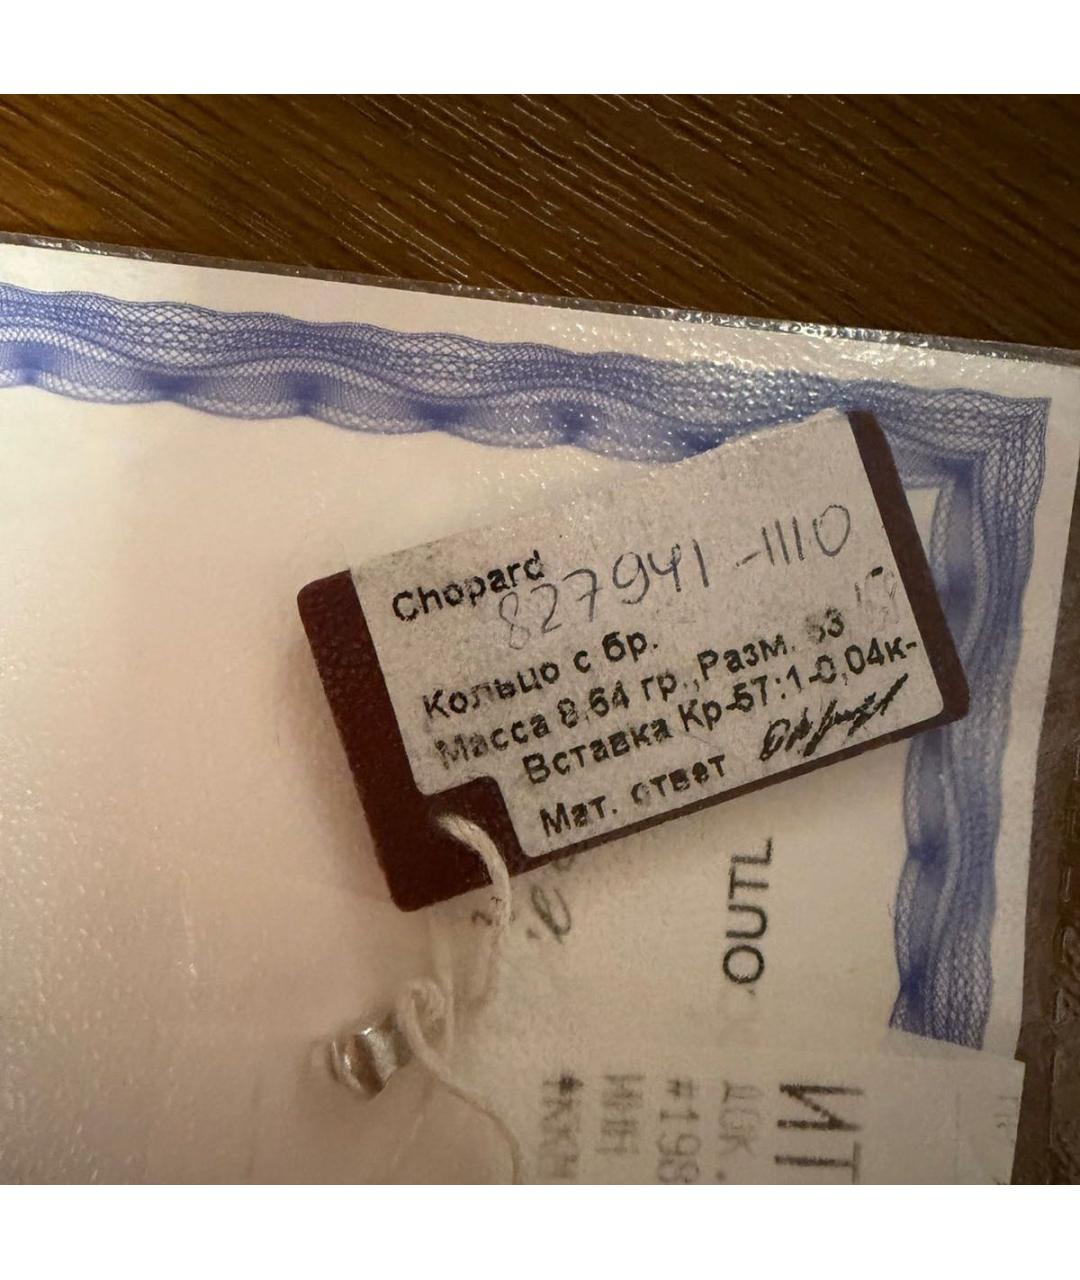 Chopard
827941-1110
Кольцо с бр.
Масса 8.64 гр.,Разм. 53
Вставка Кр-57:1-0,04к-
Мат. ответ
OUTL
ИТ
#198